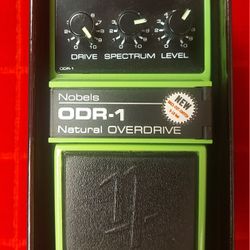 DRIVE SPECTRUM LEVEL
ODR-1
Nobels
ODR-1
Natural OVERDRIVE
NEW